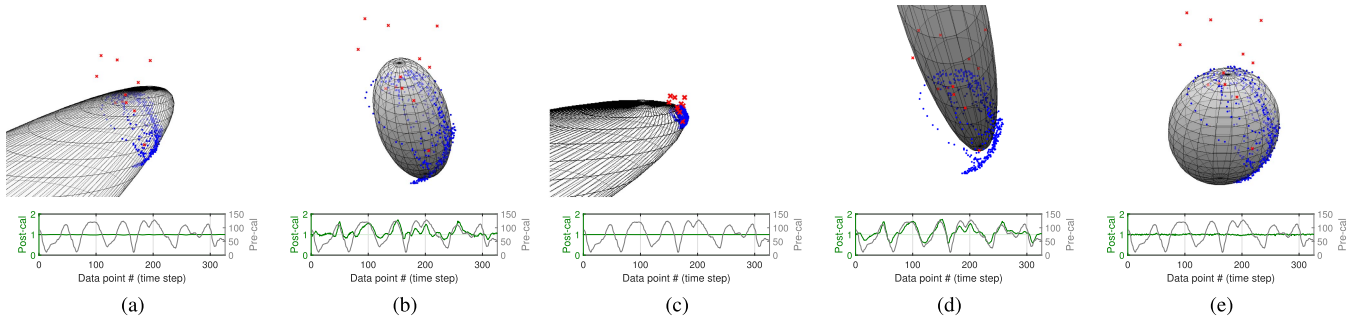 2 1 0 Post-cal 150 100 50 0 Pre-cal
0 100 200 300
Data point # (time step)
(a)
2 1 0 Post-cal 150 100 50 0 Pre-cal
0 100 200 300
Data point # (time step)
(b)
2 1 0 Post-cal 150 100 50 0 Pre-cal
0 100 200 300
Data point # (time step)
(c)
2 1 0 Post-cal 150 100 50 0 Pre-cal
0 100 200 300
Data point # (time step)
(d)
2 1 0 Post-cal 150 100 50 0 Pre-cal
0 100 200 300
Data point # (time step)
(e)